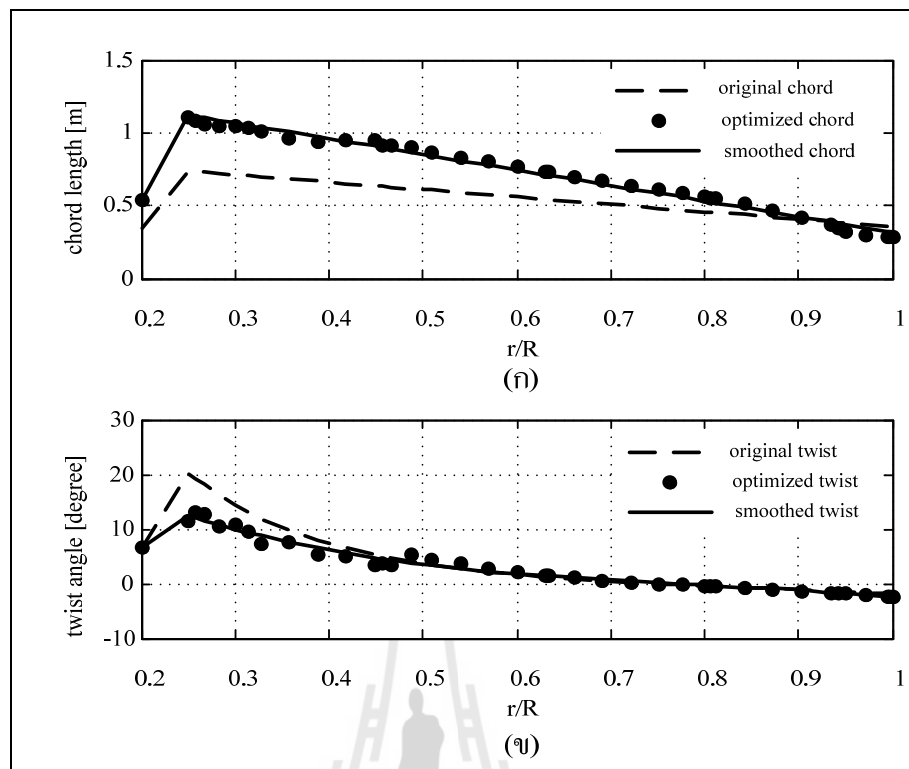 1.5
1
0.5
0
chord length [m]
original chord
optimized chord
smoothed chord
0.2 0.3 0.4 0.5 0.6 0.7 0.8 0.9 1
r/R
(ก)
30
20
10
0
-10
twist angle [degree]
original twist
optimized twist
smoothed twist
0.2 0.3 0.4 0.5 0.6 0.7 0.8 0.9 1
r/R
(ข)